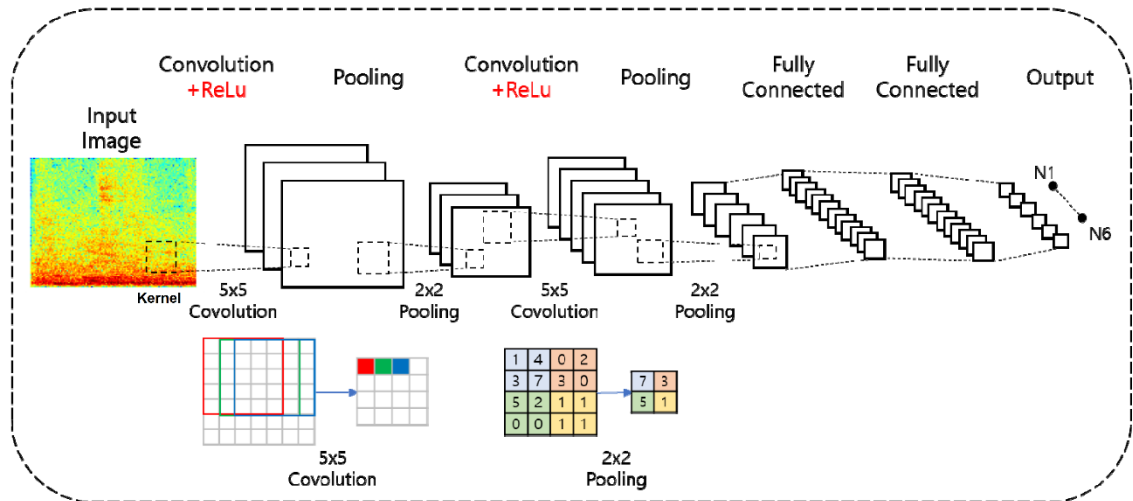 Convolution
+ReLu
Pooling
Convolution
+ReLu
Pooling
Fully
Connected
Fully
Connected
Output
Input
Image
N1
N6
Kernel
5x5
Covolution
2x2
Pooling
5x5
Covolution
2x2
Pooling
1 4 0 2
3 7 3 0
5 2 1 1
0 0 1 1
7 3
5 1
5x5
Covolution
2x2
Pooling